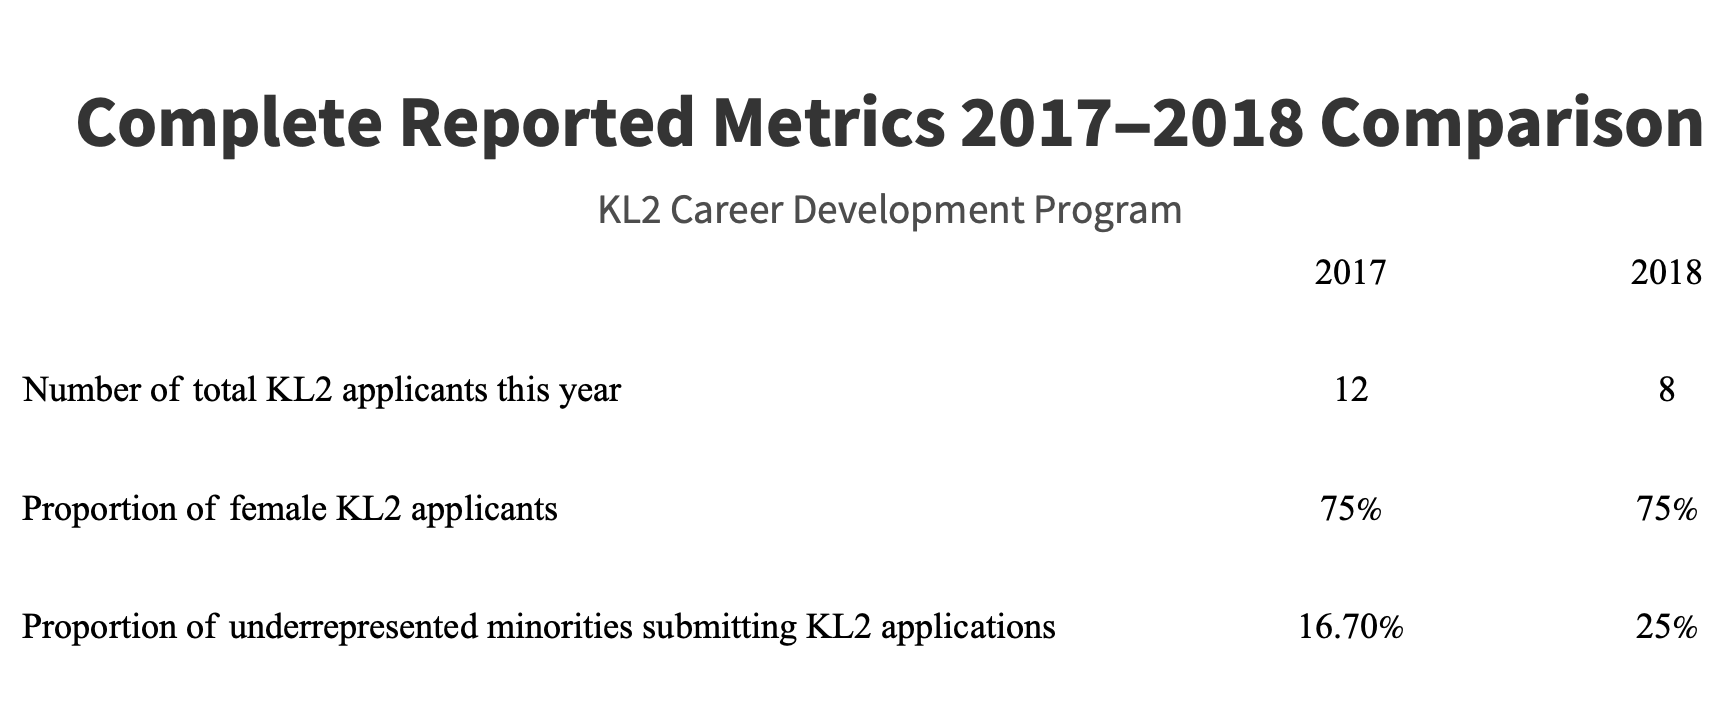 Complete Reported Metrics 2017–2018 Comparison
KL2 Career Development Program
2017 2018
Number of total KL2 applicants this year 12 8
Proportion of female KL2 applicants 75% 75%
Proportion of underrepresented minorities submitting KL2 applications 16.70% 25%